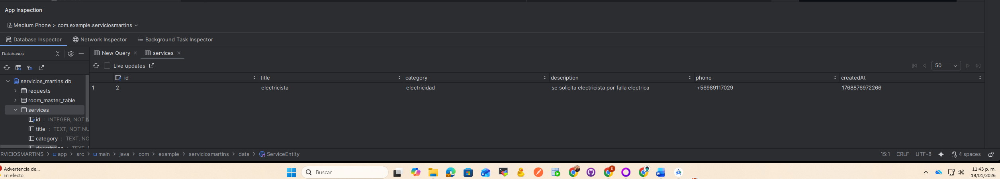 App Inspection
Medium Phone > com.example.serviciosmartins
Database Inspector Network Inspector Background Task Inspector
Databases New Query services
Live updates 50
id title category description phone createdAt
1 2 electricista electricidad se solicita electricista por falla electrica +56989117029 1768876972266
servicios_martins.db
requests
room_master_table
services
id : INTEGER, NOT N
title : TEXT, NOT NU
category : TEXT, NO
description : TEXT, N
RVICIOSMARTINS > app > src > main > java > com > example > serviciosmartins > data > ServiceEntity 15:1 CRLF UTF-8 4 spaces
Advertencia de...
En efecto
Buscar
D
11:43 p. m.
19/01/2026